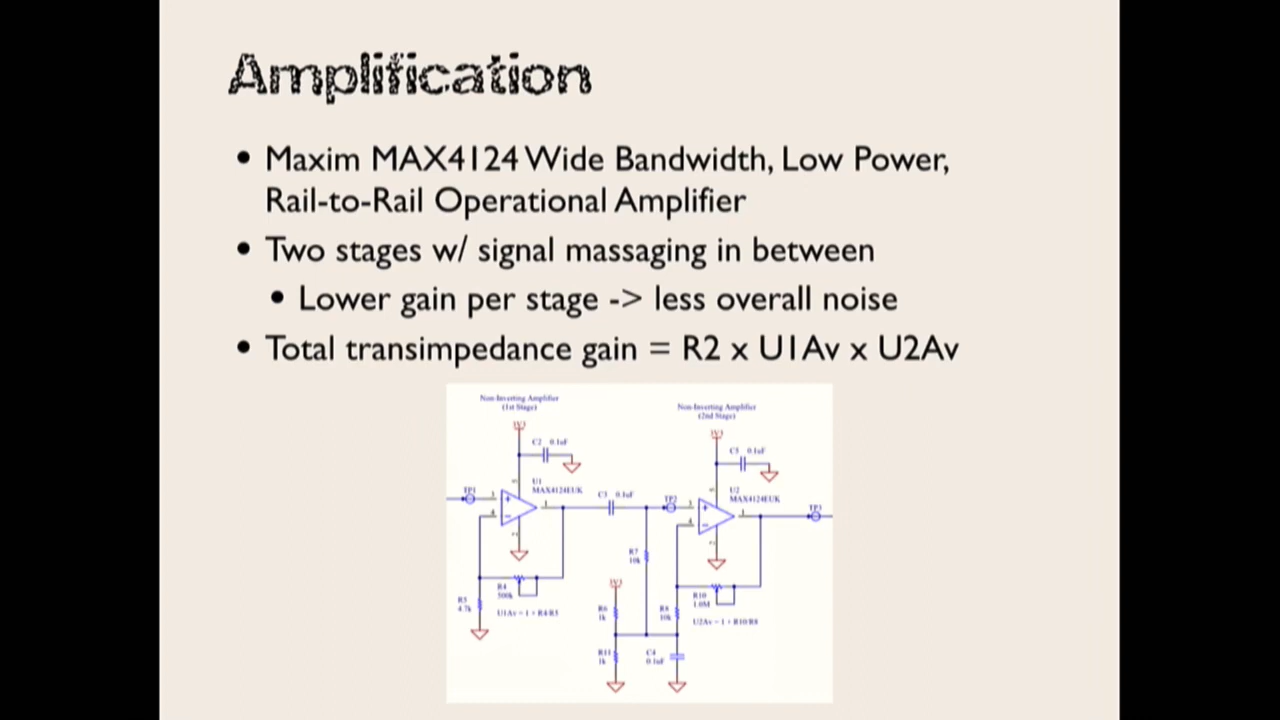 Amplification
• Maxim MAX4124 Wide Bandwidth, Low Power,
Rail-to-Rail Operational Amplifier
• Two stages w/ signal massaging in between
• Lower gain per stage -> less overall noise
• Total transimpedance gain = R2 x U1Av x U2Av
Non-Inverting Amplifier
(1st Stage)
Non-Inverting Amplifier
(2nd Stage)
C2 0.1uF
C5 0.1uF
U1
MAX4124EUK
U2
MAX4124EUK
TP1
C3 0.1uF
TP2
TP3
R7
10k
R4
500k
R5
4.7k
U1Av = 1 + R4/R5
R6
1k
R8
10k
R10
1.0M
U2Av = 1 + R10/R8
R11
1k
C4
0.1uF